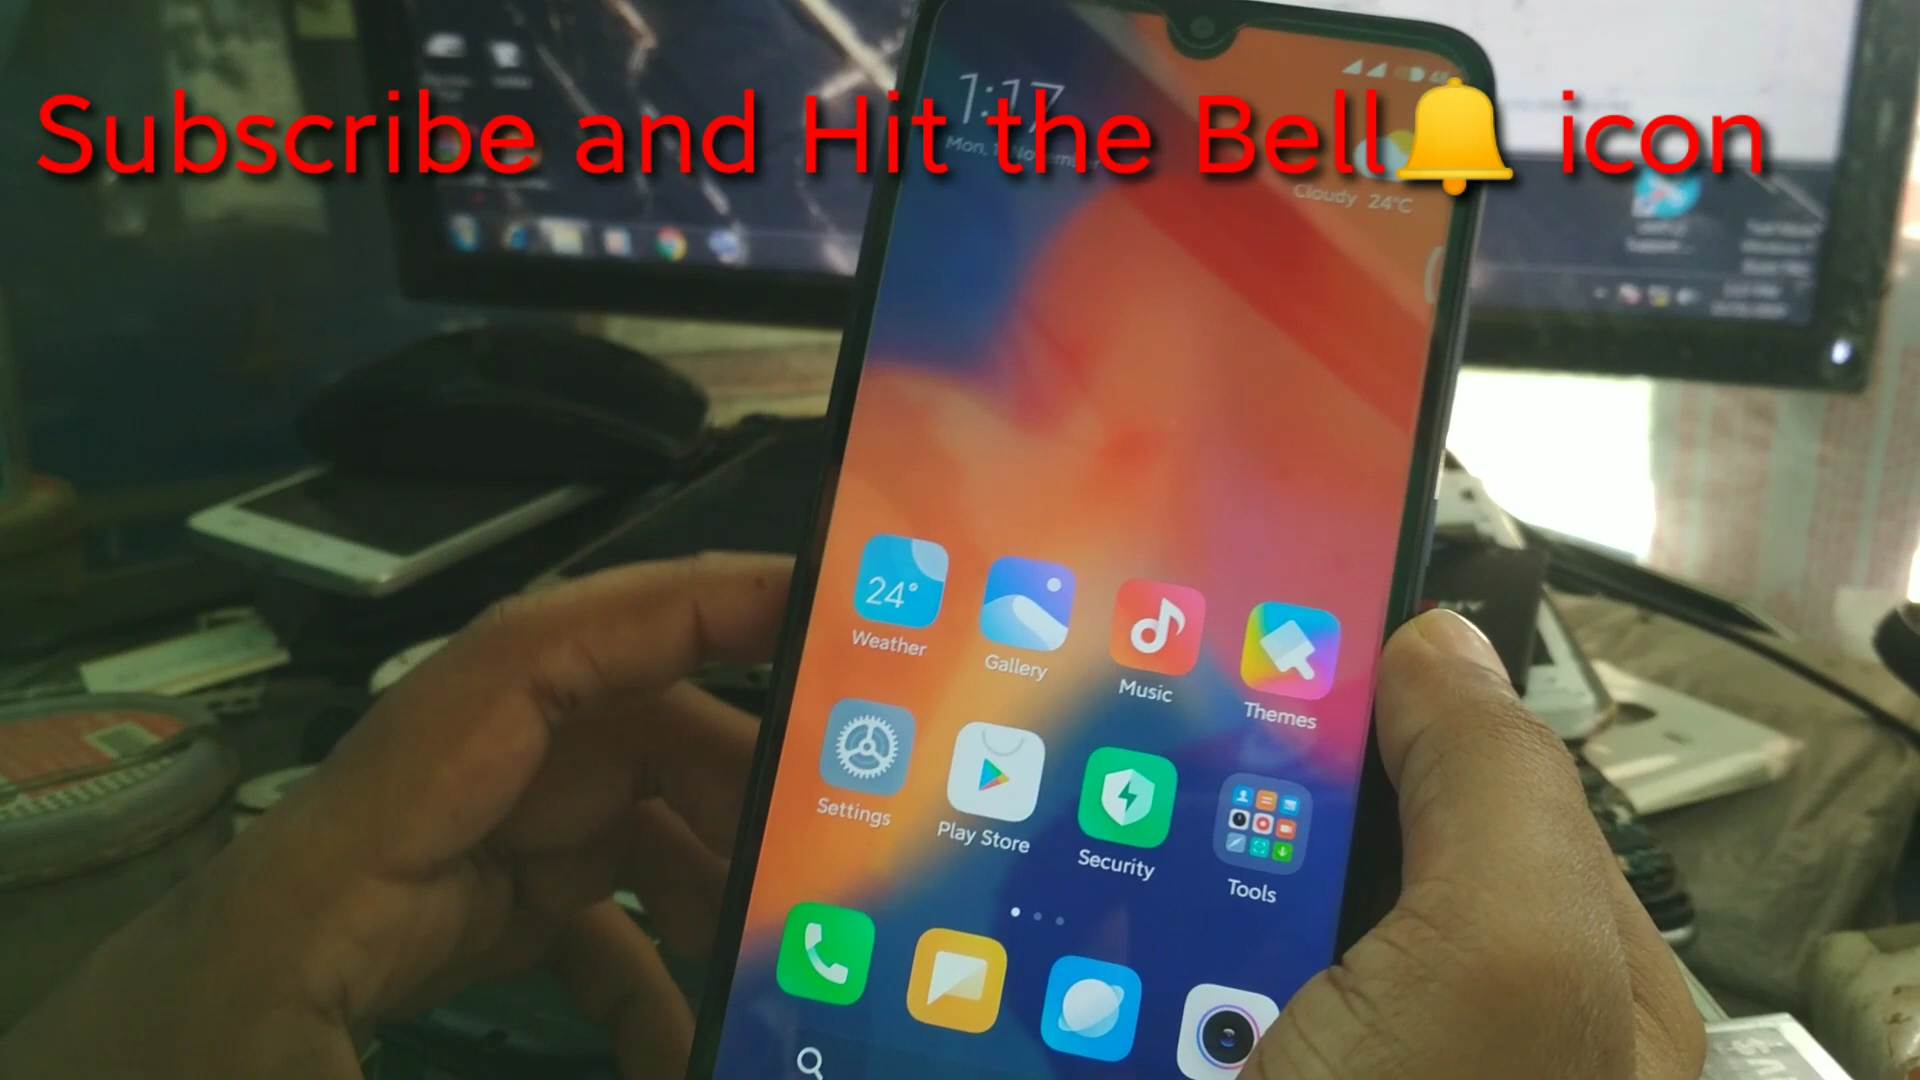 Subscribe and Hit the Bell🔔 icon
1:17
Cloudy 24°C
24°
Weather
Gallery
Music
Themes
Settings
Play Store
Security
Tools